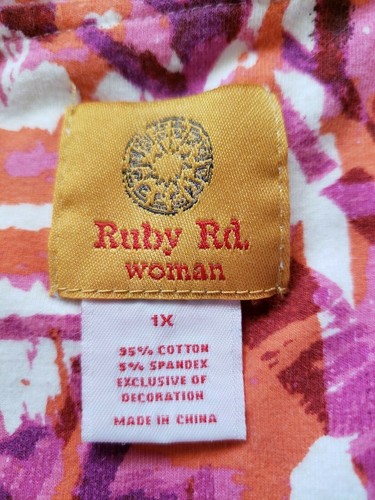 Ruby Rd.
woman
1X
95% COTTON
5% SPANDEX
EXCLUSIVE OF
DECORATION
MADE IN CHINA